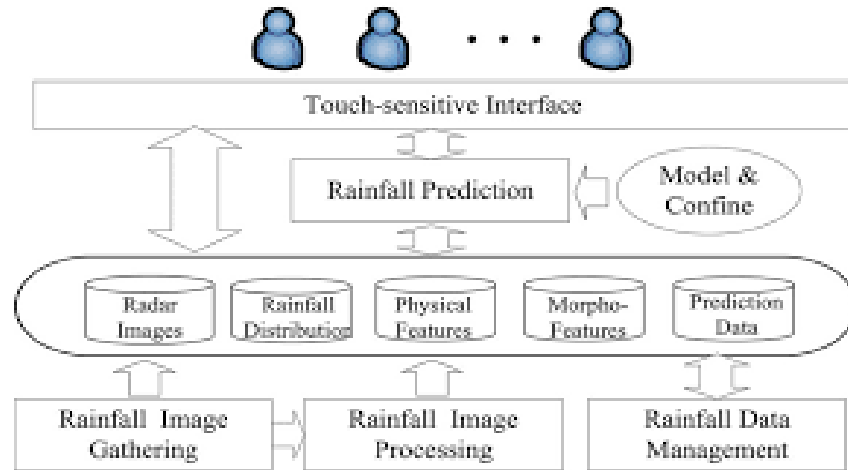 Touch-sensitive Interface
Rainfall Prediction
Model &
Confine
Radar
Images
Rainfall
Distribution
Physical
Features
Morpho-
Features
Prediction
Data
Rainfall Image
Gathering
Rainfall Image
Processing
Rainfall Data
Management